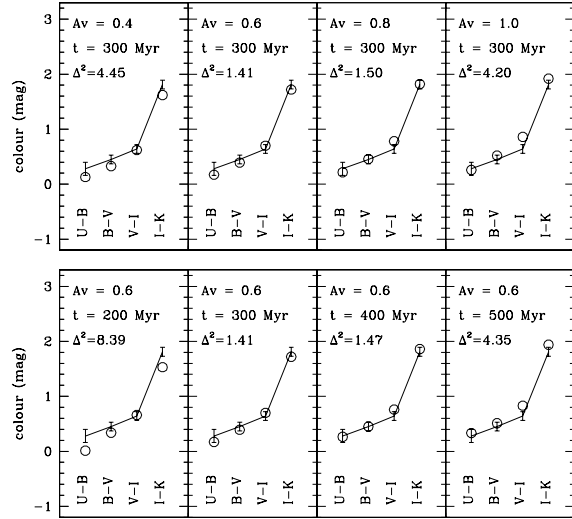 3
2
1
0
−1
colour (mag)
Av = 0.4
t = 300 Myr
Δ²=4.45
U−B
B−V
V−I
I−K
Av = 0.6
t = 300 Myr
Δ²=1.41
U−B
B−V
V−I
I−K
Av = 0.8
t = 300 Myr
Δ²=1.50
U−B
B−V
V−I
I−K
Av = 1.0
t = 300 Myr
Δ²=4.20
U−B
B−V
V−I
I−K
3
2
1
0
−1
colour (mag)
Av = 0.6
t = 200 Myr
Δ²=8.39
U−B
B−V
V−I
I−K
Av = 0.6
t = 300 Myr
Δ²=1.41
U−B
B−V
V−I
I−K
Av = 0.6
t = 400 Myr
Δ²=1.47
U−B
B−V
V−I
I−K
Av = 0.6
t = 500 Myr
Δ²=4.35
U−B
B−V
V−I
I−K